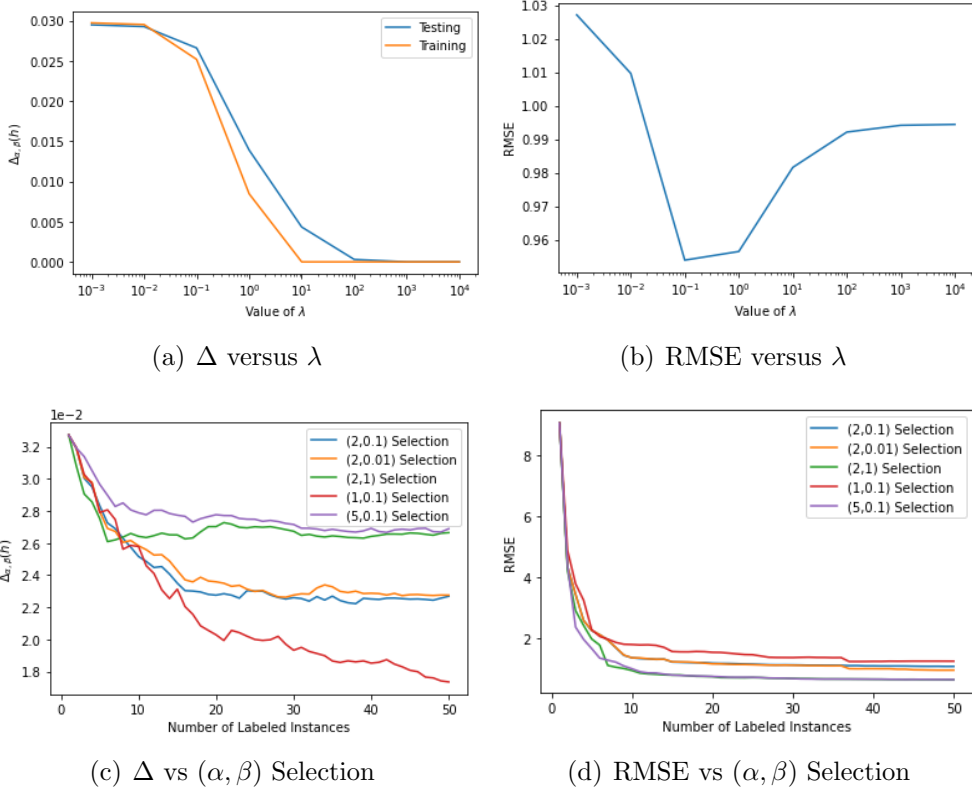 0.030
0.025
0.020
0.015
0.010
0.005
0.000
Δα,β(h)
Testing
Training
10⁻³ 10⁻² 10⁻¹ 10⁰ 10¹ 10² 10³ 10⁴
Value of λ
(a) Δ versus λ
1.03
1.02
1.01
1.00
0.99
0.98
0.97
0.96
RMSE
10⁻³ 10⁻² 10⁻¹ 10⁰ 10¹ 10² 10³ 10⁴
Value of λ
(b) RMSE versus λ
1e−2
3.2
3.0
2.8
2.6
2.4
2.2
2.0
1.8
Δα,β(h)
(2,0.1) Selection
(2,0.01) Selection
(2,1) Selection
(1,0.1) Selection
(5,0.1) Selection
0 10 20 30 40 50
Number of Labeled Instances
(c) Δ vs (α, β) Selection
8
6
4
2
RMSE
(2,0.1) Selection
(2,0.01) Selection
(2,1) Selection
(1,0.1) Selection
(5,0.1) Selection
0 10 20 30 40 50
Number of Labeled Instances
(d) RMSE vs (α, β) Selection